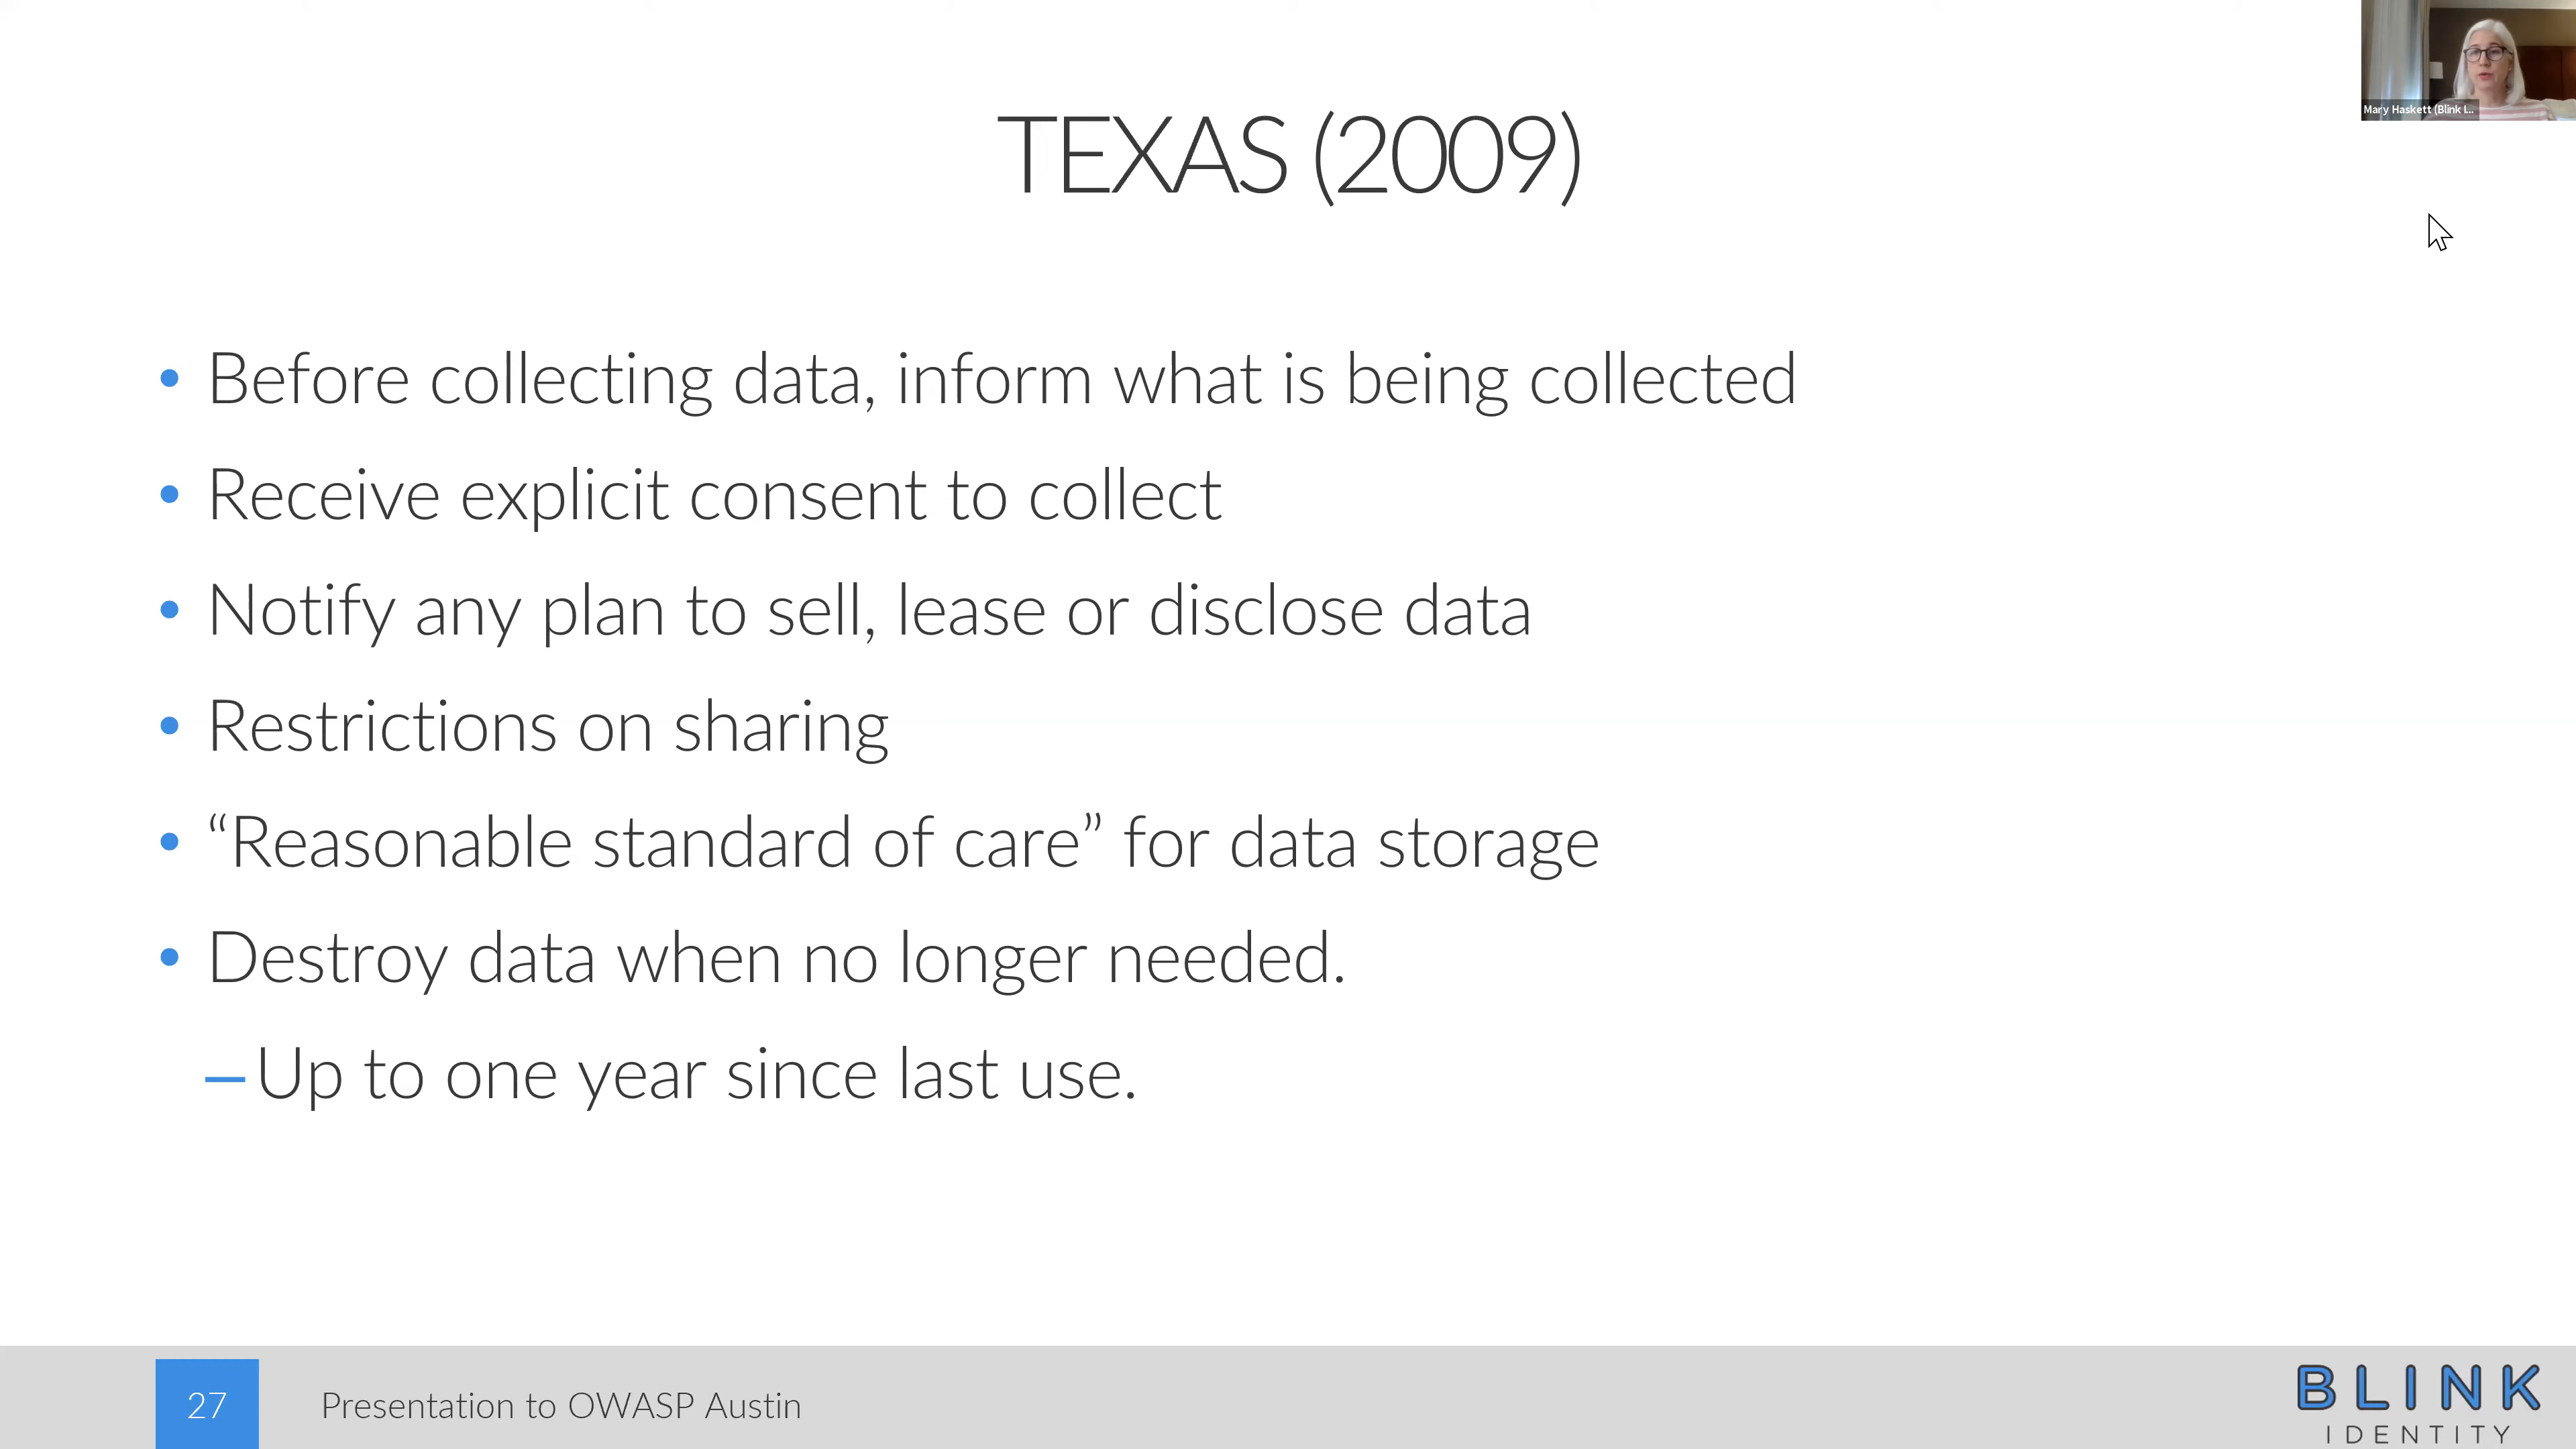 Mary Haskett (Blink I...
TEXAS (2009)
• Before collecting data, inform what is being collected
• Receive explicit consent to collect
• Notify any plan to sell, lease or disclose data
• Restrictions on sharing
• “Reasonable standard of care” for data storage
• Destroy data when no longer needed.
– Up to one year since last use.
27
Presentation to OWASP Austin
BLINK
IDENTITY